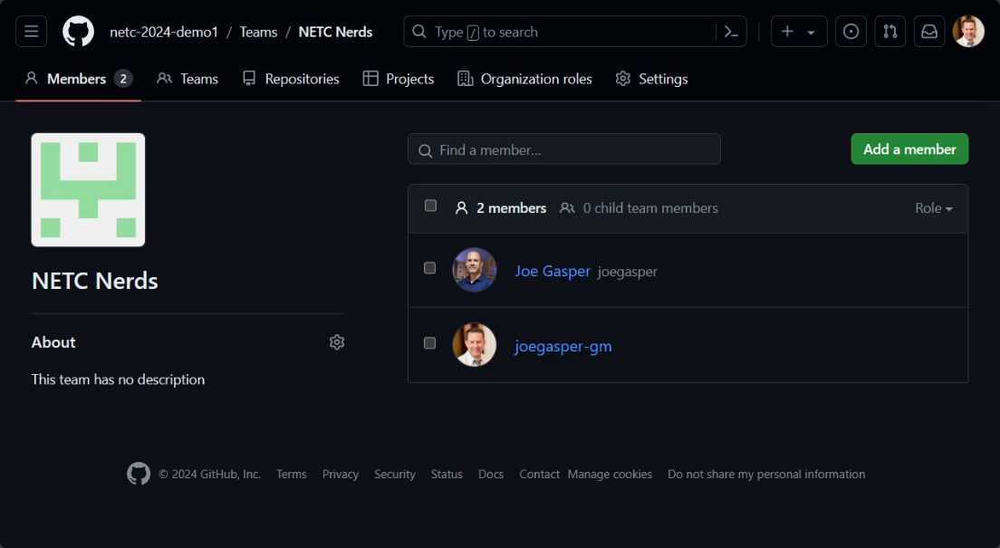 netc-2024-demo1 / Teams / NETC Nerds
Type / to search
Members 2 Teams Repositories Projects Organization roles Settings
Find a member...
Add a member
2 members 0 child team members Role
NETC Nerds
Joe Gasper joegasper
About
This team has no description
joegasper-gm
© 2024 GitHub, Inc. Terms Privacy Security Status Docs Contact Manage cookies Do not share my personal information